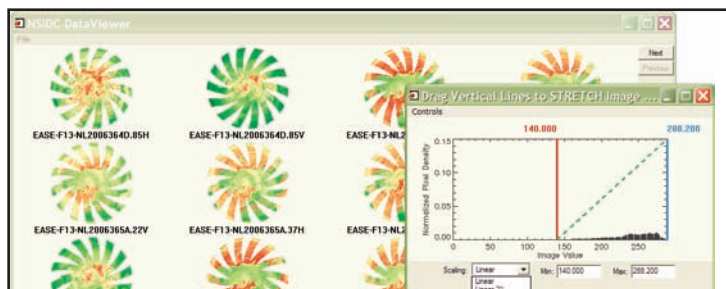 NSIDC DataViewer
File
Next
Previous
EASE-F13-NL2006364D.85H
EASE-F13-NL2006364D.85V
EASE-F13-NL2
EASE-F13-NL2006365A.22V
EASE-F13-NL2006365A.37H
EASE-F13-NL2
Drag Vertical Lines to STRETCH Image ...
Controls
140.000
288.200
Normalized Pixel Density
0.15
0.10
0.05
0.00
0
50
100
150
200
250
Image Value
Scaling:
Linear
Min:
140.000
Max:
288.200
Linear